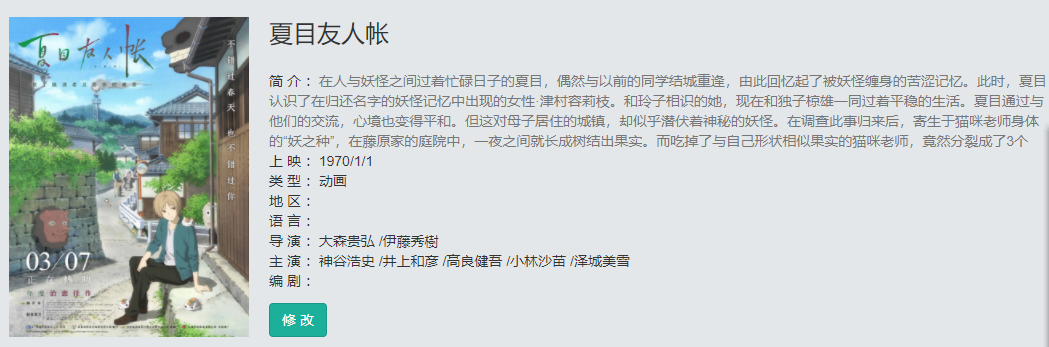 夏目友人帐
不错过春天 也不错过你
03/07
正在热映
年度治愈佳作
夏目友人帐
简 介： 在人与妖怪之间过着忙碌日子的夏目，偶然与以前的同学结城重逢，由此回忆起了被妖怪缠身的苦涩记忆。此时，夏目
认识了在归还名字的妖怪记忆中出现的女性·津村容莉枝。和玲子相识的她，现在和独子椋雄一同过着平稳的生活。夏目通过与
他们的交流，心境也变得平和。但这对母子居住的城镇，却似乎潜伏着神秘的妖怪。在调查此事归来后，寄生于猫咪老师身体
的“妖之种”，在藤原家的庭院中，一夜之间就长成树结出果实。而吃掉了与自己形状相似果实的猫咪老师，竟然分裂成了3个
上 映： 1970/1/1
类 型： 动画
地 区：
语 言：
导 演： 大森贵弘 /伊藤秀樹
主 演： 神谷浩史 /井上和彦 /高良健吾 /小林沙苗 /泽城美雪
编 剧：
修 改